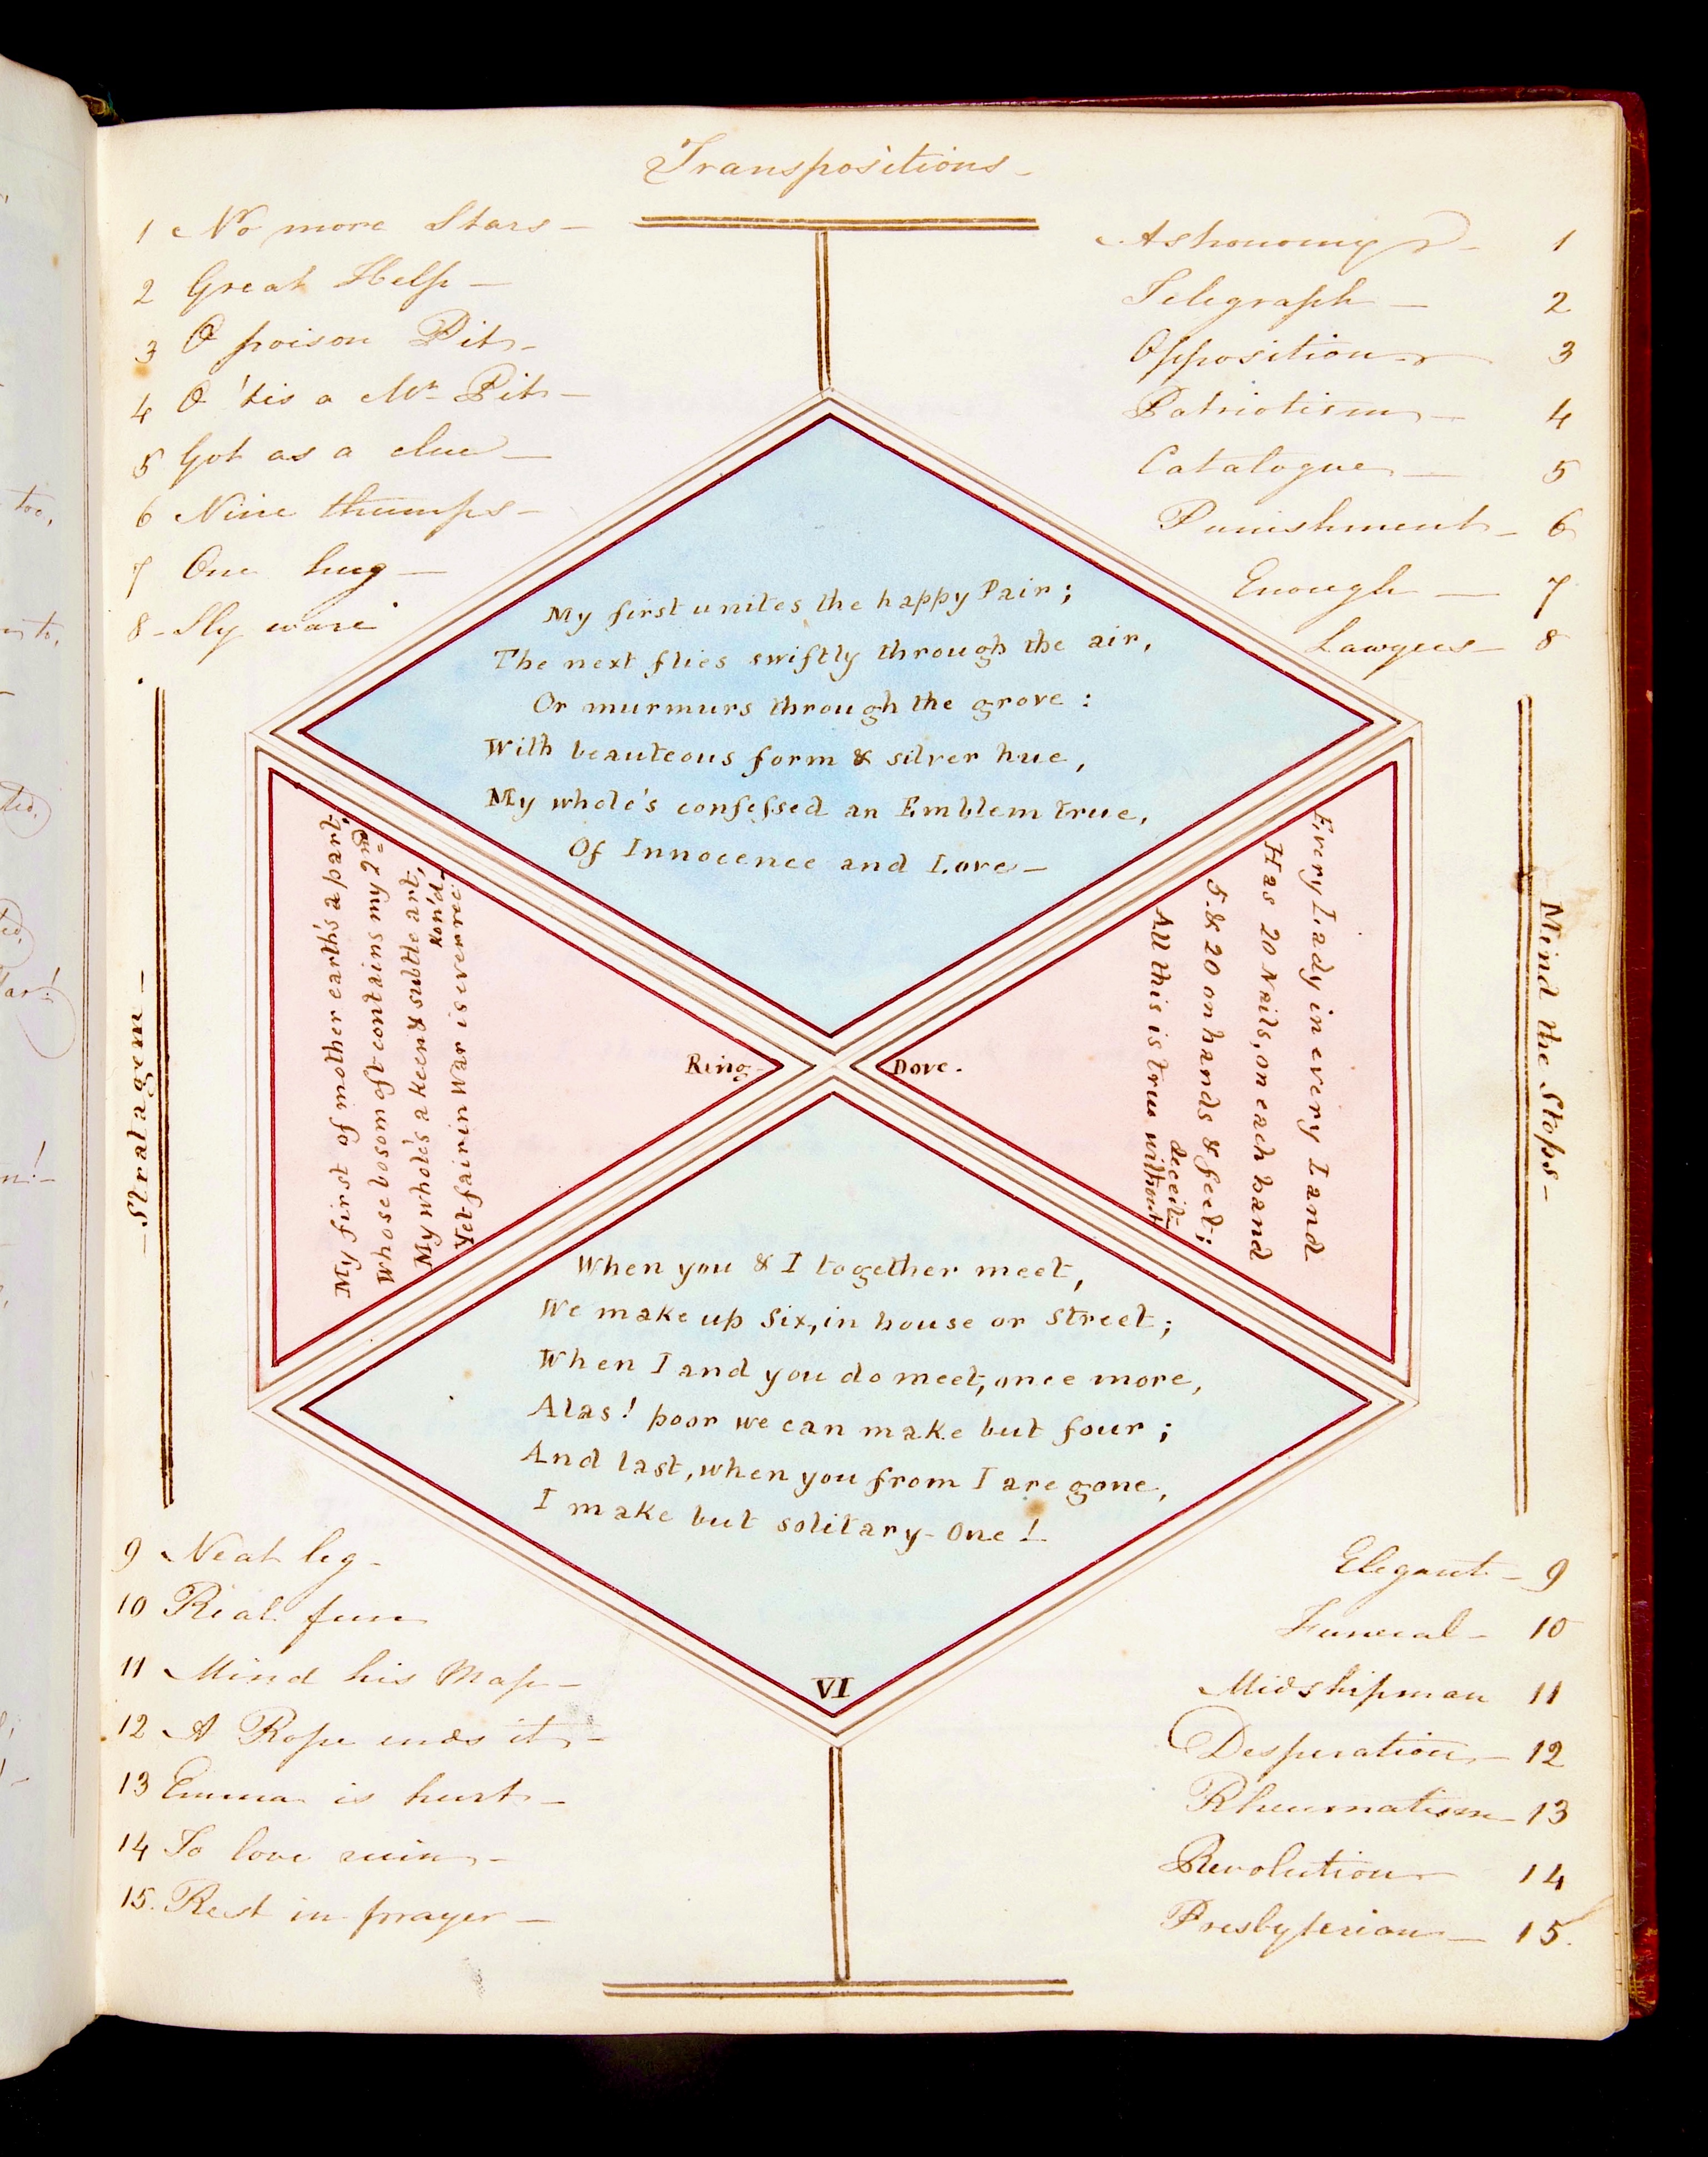 Transpositions -
1 No more Stars -
2 Great Help -
3 O poison Pit -
4 O 'tis a Mr Pit -
5 Got as a clue -
6 Nine thumps -
7 One hug -
8 - Sly ware
Astronomy - 1
Telegraph - 2
Opposition - 3
Patriotism - 4
Catalogue - 5
Punishment - 6
Enough - 7
Lawyers - 8
My first unites the happy Pair;
The next flies swiftly through the air,
Or murmurs through the grove:
With beauteous form & silver hue,
My whole's confessed an Emblem true,
Of Innocence and Love -
My first of mother earth's a part,
Whose bosom oft contains my 2nd
My whole's a keen & subtle art,
Yet fair in War is ever rec
kon'd -
- Stratagem -
Ring -
Dove.
Every Lady in every Land
Has 20 Nails, on each hand
5. & 20 on hands & feet;
All this is true without
deceit -
Mind the Stops -
When you & I together meet,
We make up Six, in house or street;
When I and you do meet, once more,
Alas! poor we can make but four;
And last, when you from I are gone,
I make but solitary - One!
VI
9 Neat leg -
10 Real fun
11 Mind his Map -
12 A Rope ends it -
13 Emma is hurt -
14 To love ruin -
15. Rest in prayer -
Elegant - 9
Funeral - 10
Midshipman 11
Desperation - 12
Rheumatism - 13
Revolution 14
Presbyterian - 15.